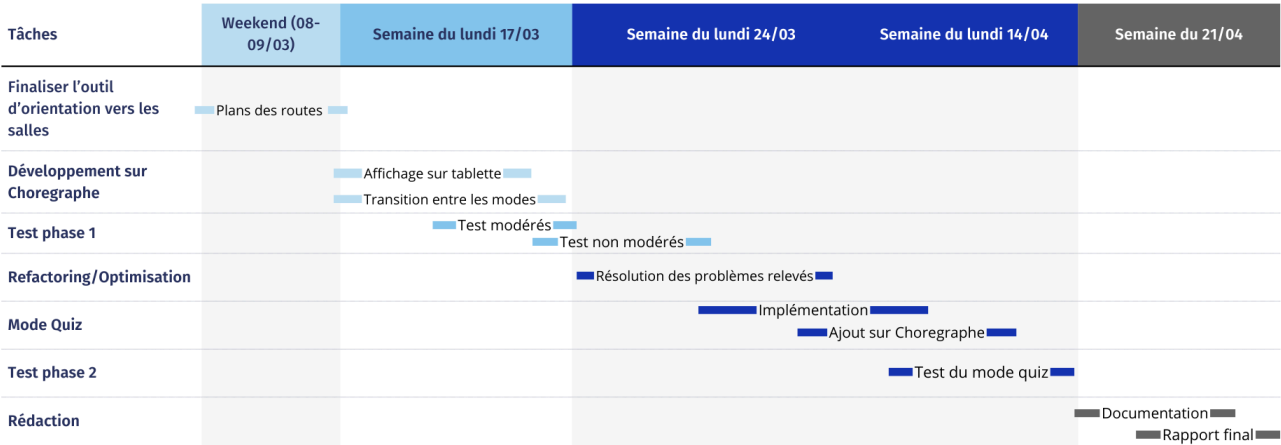 Tâches
Weekend (08-
09/03)
Semaine du lundi 17/03
Semaine du lundi 24/03
Semaine du lundi 14/04
Semaine du 21/04
Finaliser l’outil
d’orientation vers les
salles
Plans des routes
Développement sur
Choregraphe
Affichage sur tablette
Transition entre les modes
Test phase 1
Test modérés
Test non modérés
Refactoring/Optimisation
Résolution des problèmes relevés
Mode Quiz
Implémentation
Ajout sur Choregraphe
Test phase 2
Test du mode quiz
Rédaction
Documentation
Rapport final